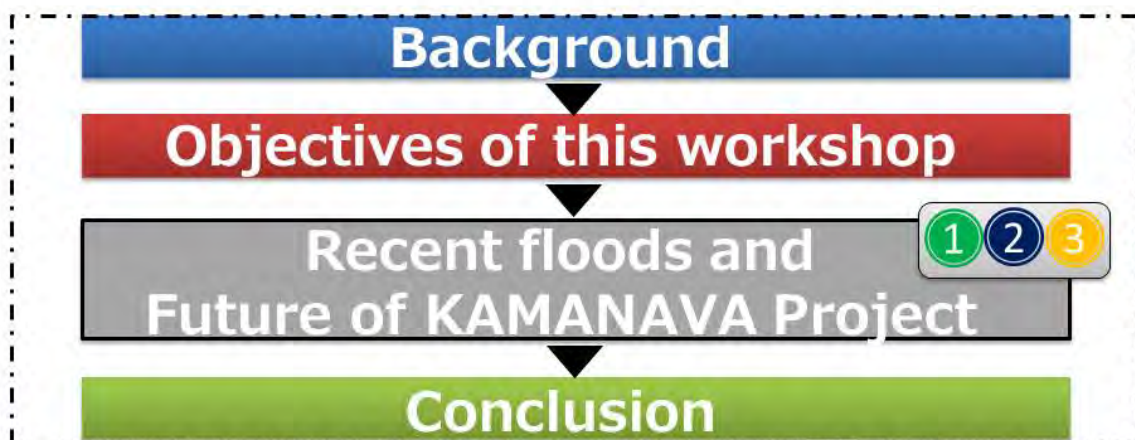 Background
Objectives of this workshop
1 2 3
Recent floods and
Future of KAMANAVA Project
Conclusion